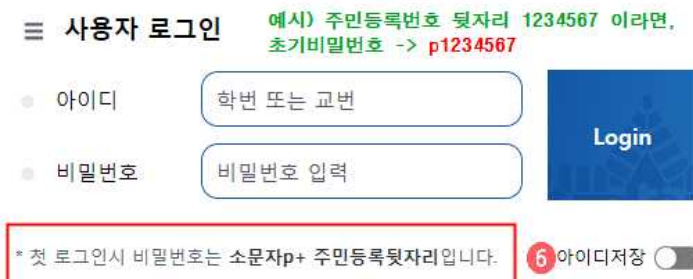 사용자 로그인
예시) 주민등록번호 뒷자리 1234567 이라면,
초기비밀번호 -> p1234567
아이디
학번 또는 교번
비밀번호
비밀번호 입력
Login
* 첫 로그인시 비밀번호는 소문자p+ 주민등록뒷자리입니다.
6 아이디저장